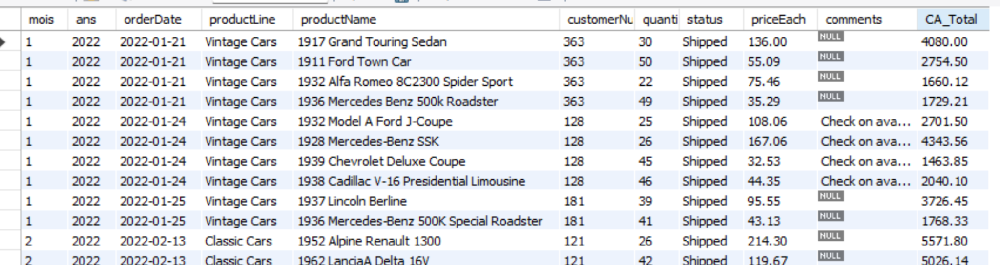 mois ans orderDate productLine productName customerNu quanti status priceEach comments CA_Total
1 2022 2022-01-21 Vintage Cars 1917 Grand Touring Sedan 363 30 Shipped 136.00 NULL 4080.00
1 2022 2022-01-21 Vintage Cars 1911 Ford Town Car 363 50 Shipped 55.09 NULL 2754.50
1 2022 2022-01-21 Vintage Cars 1932 Alfa Romeo 8C2300 Spider Sport 363 22 Shipped 75.46 NULL 1660.12
1 2022 2022-01-21 Vintage Cars 1936 Mercedes Benz 500k Roadster 363 49 Shipped 35.29 NULL 1729.21
1 2022 2022-01-24 Vintage Cars 1932 Model A Ford J-Coupe 128 25 Shipped 108.06 Check on ava... 2701.50
1 2022 2022-01-24 Vintage Cars 1928 Mercedes-Benz SSK 128 26 Shipped 167.06 Check on ava... 4343.56
1 2022 2022-01-24 Vintage Cars 1939 Chevrolet Deluxe Coupe 128 45 Shipped 32.53 Check on ava... 1463.85
1 2022 2022-01-24 Vintage Cars 1938 Cadillac V-16 Presidential Limousine 128 46 Shipped 44.35 Check on ava... 2040.10
1 2022 2022-01-25 Vintage Cars 1937 Lincoln Berline 181 39 Shipped 95.55 NULL 3726.45
1 2022 2022-01-25 Vintage Cars 1936 Mercedes-Benz 500K Special Roadster 181 41 Shipped 43.13 NULL 1768.33
2 2022 2022-02-13 Classic Cars 1952 Alpine Renault 1300 121 26 Shipped 214.30 NULL 5571.80
2 2022 2022-02-13 Classic Cars 1962 LanciaA Delta 16V 121 42 Shipped 119.67 NULL 5026.14